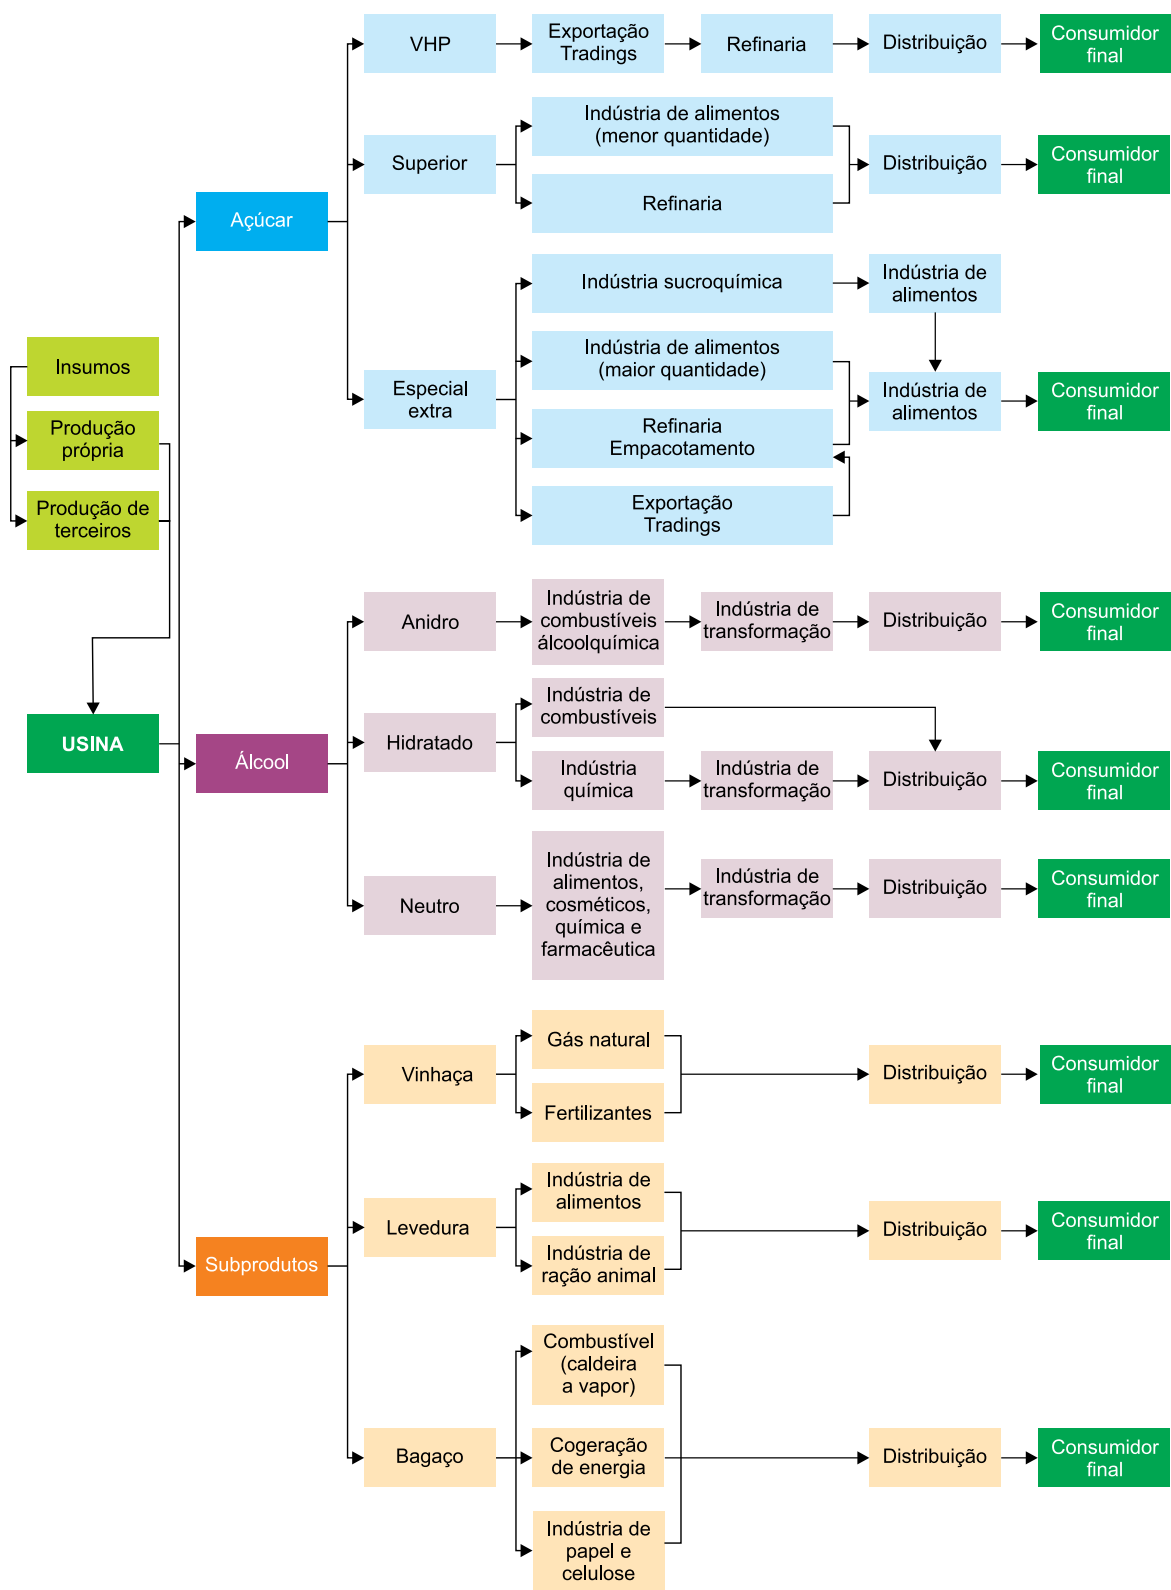 VHP
Exportação
Tradings
Refinaria
Distribuição
Consumidor
final
Superior
Indústria de alimentos
(menor quantidade)
Refinaria
Distribuição
Consumidor
final
Açúcar
Indústria sucroquímica
Indústria de
alimentos
Especial
extra
Indústria de alimentos
(maior quantidade)
Refinaria
Empacotamento
Exportação
Tradings
Indústria de
alimentos
Consumidor
final
Insumos
Produção
própria
Produção de
terceiros
USINA
Álcool
Anidro
Indústria de
combustíveis
álcoolquímica
Indústria de
transformação
Distribuição
Consumidor
final
Hidratado
Indústria de
combustíveis
Indústria
química
Indústria de
transformação
Distribuição
Consumidor
final
Neutro
Indústria de
alimentos,
cosméticos,
química e
farmacêutica
Indústria de
transformação
Distribuição
Consumidor
final
Subprodutos
Vinhaça
Gás natural
Fertilizantes
Distribuição
Consumidor
final
Levedura
Indústria de
alimentos
Indústria de
ração animal
Distribuição
Consumidor
final
Bagaço
Combustível
(caldeira
a vapor)
Cogeração
de energia
Indústria de
papel e
celulose
Distribuição
Consumidor
final